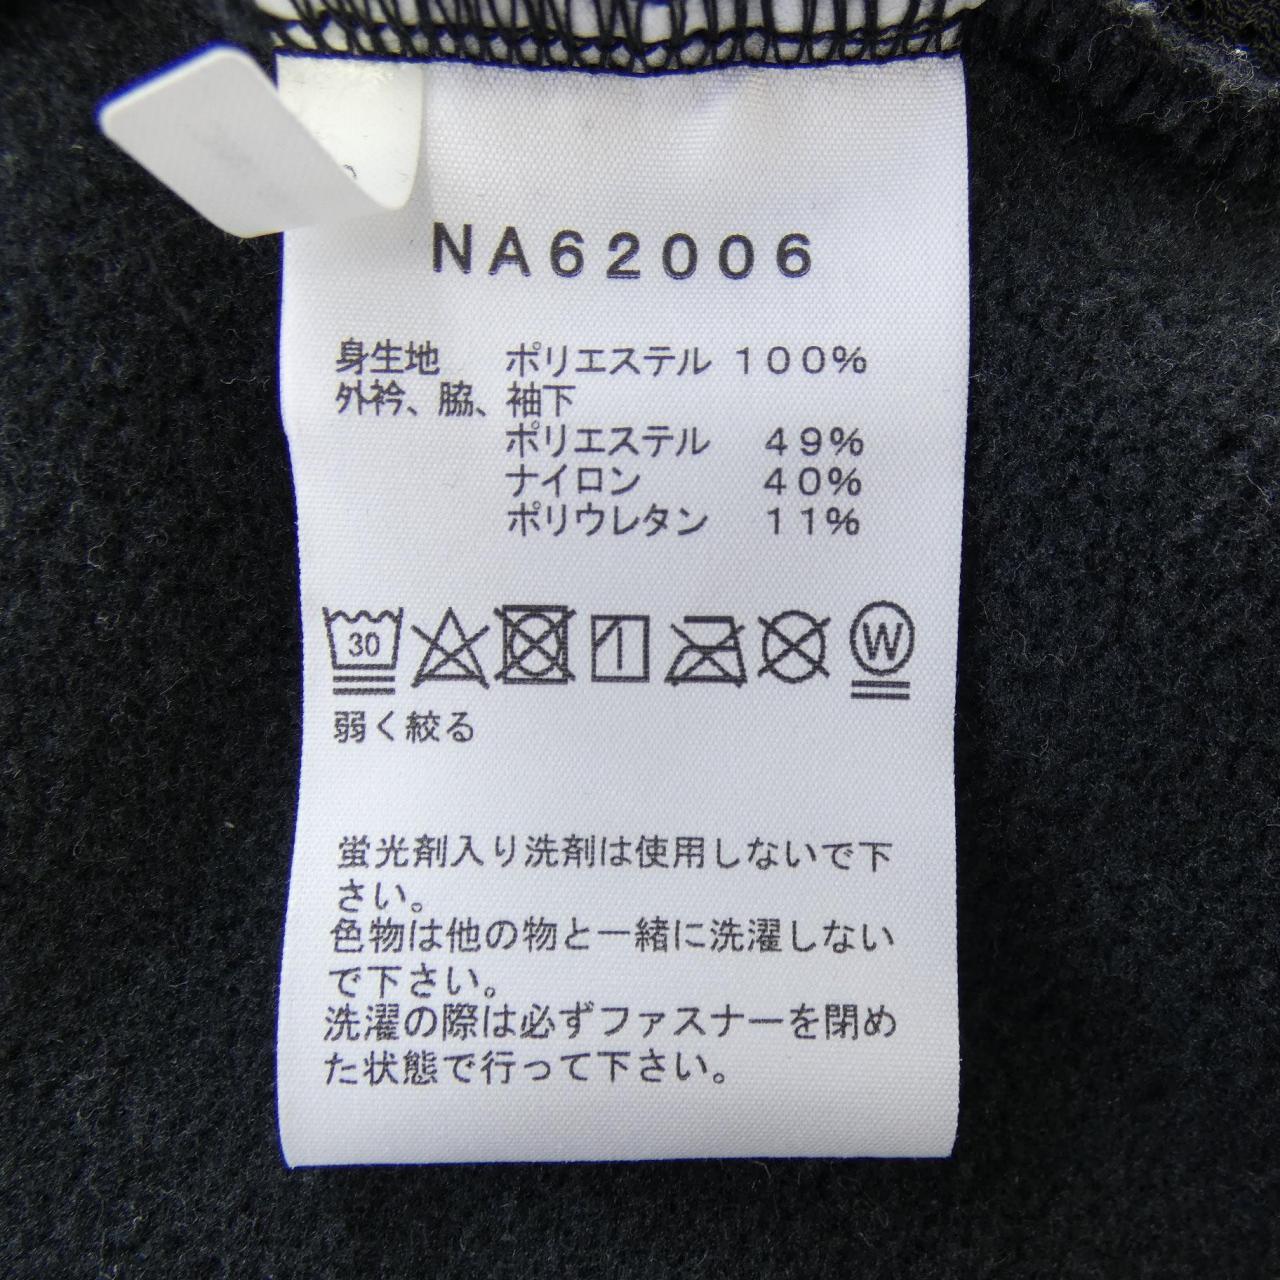 NA62006
身生地 ポリエステル 100%
外衿、脇、袖下
ポリエステル 49%
ナイロン 40%
ポリウレタン 11%
30 W
弱く絞る
蛍光剤入り洗剤は使用しないで下
さい。
色物は他の物と一緒に洗濯しない
で下さい。
洗濯の際は必ずファスナーを閉め
た状態で行って下さい。